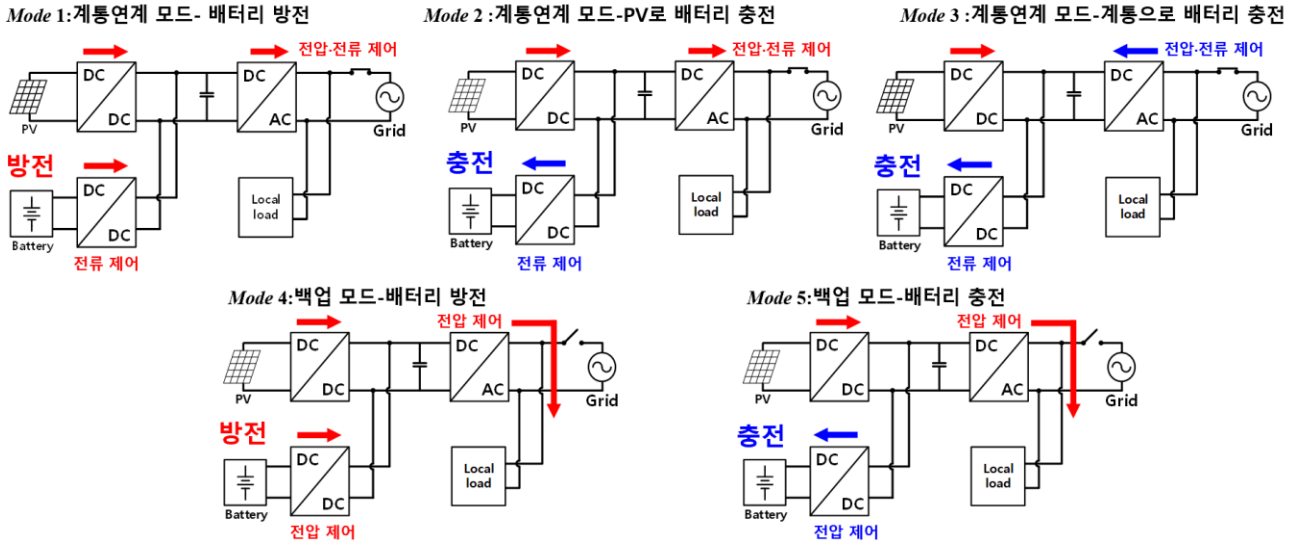 Mode 1:계통연계 모드- 배터리 방전
전압·전류 제어
DC
DC
DC
AC
PV
Grid
방전
DC
DC
Battery
Local
load
전류 제어
Mode 2 :계통연계 모드-PV로 배터리 충전
전압·전류 제어
DC
DC
DC
AC
PV
Grid
충전
DC
DC
Battery
Local
load
전류 제어
Mode 3 :계통연계 모드-계통으로 배터리 충전
전압·전류 제어
DC
DC
DC
AC
PV
Grid
충전
DC
DC
Battery
Local
load
전류 제어
Mode 4:백업 모드-배터리 방전
전압 제어
DC
DC
DC
AC
PV
Grid
방전
DC
DC
Battery
Local
load
전압 제어
Mode 5:백업 모드-배터리 충전
전압 제어
DC
DC
DC
AC
PV
Grid
충전
DC
DC
Battery
Local
load
전압 제어